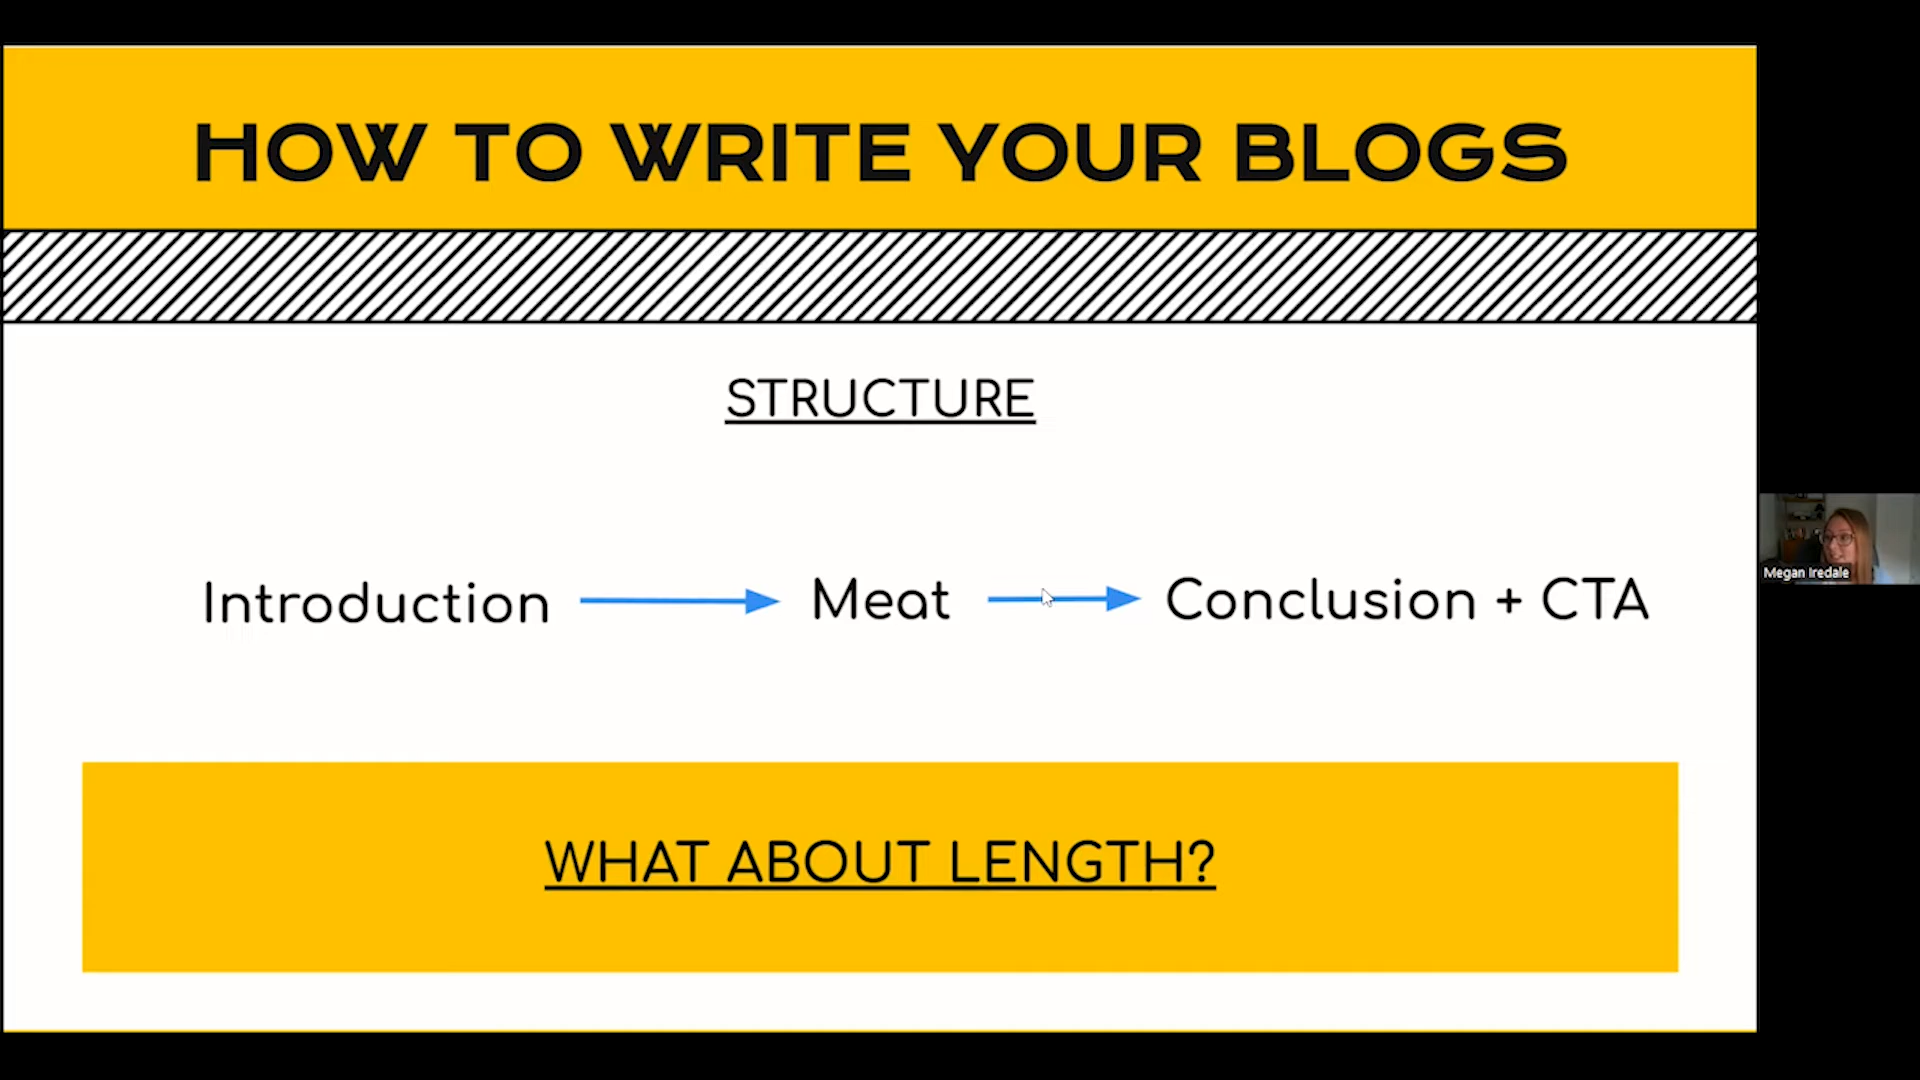 HOW TO WRITE YOUR BLOGS
STRUCTURE
Introduction Meat Conclusion + CTA
WHAT ABOUT LENGTH?
Megan Iredale